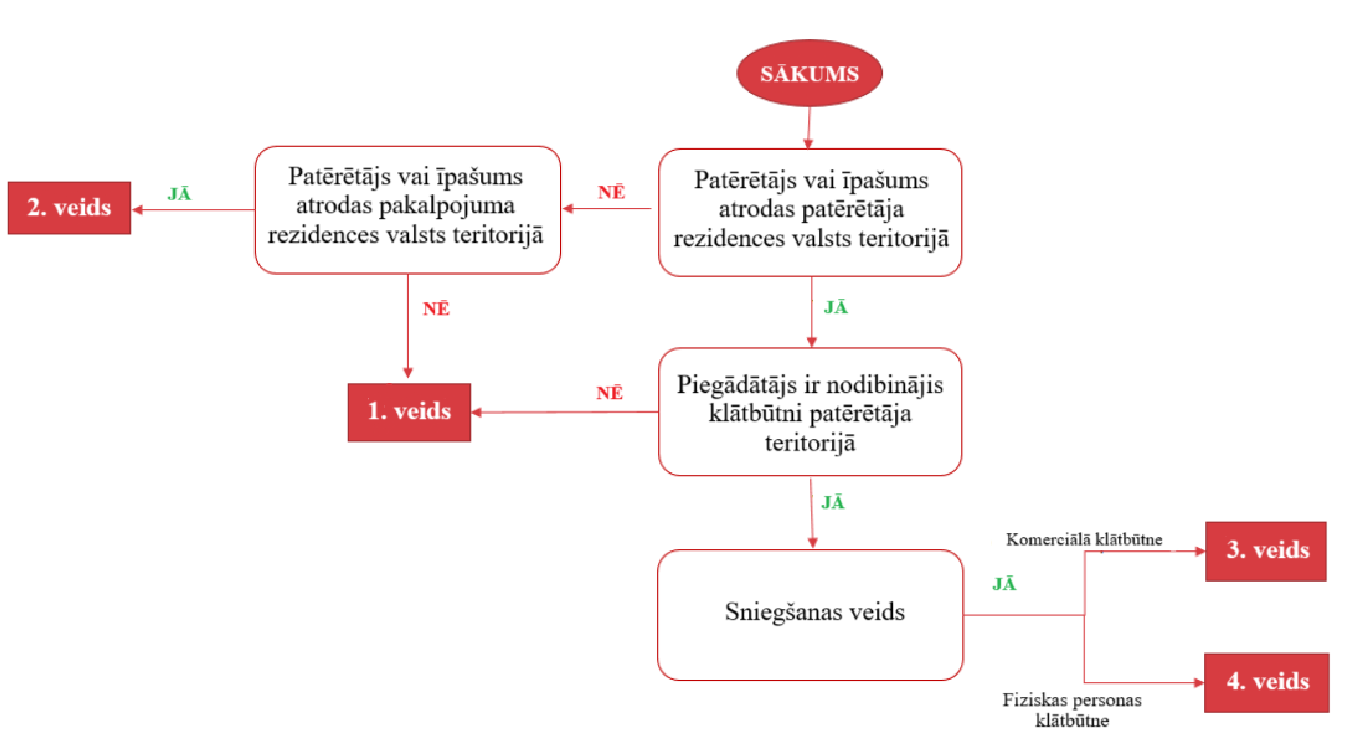 SĀKUMS
Patērētājs vai īpašums
atrodas patērētāja
rezidences valsts teritorijā
NĒ
Patērētājs vai īpašums
atrodas pakalpojuma
rezidences valsts teritorijā
JĀ
2. veids
NĒ
JĀ
Piegādātājs ir nodibinājis
klātbūtni patērētāja
teritorijā
NĒ
1. veids
JĀ
Sniegšanas veids
JĀ
Komerciālā klātbūtne
3. veids
Fiziskas personas
klātbūtne
4. veids